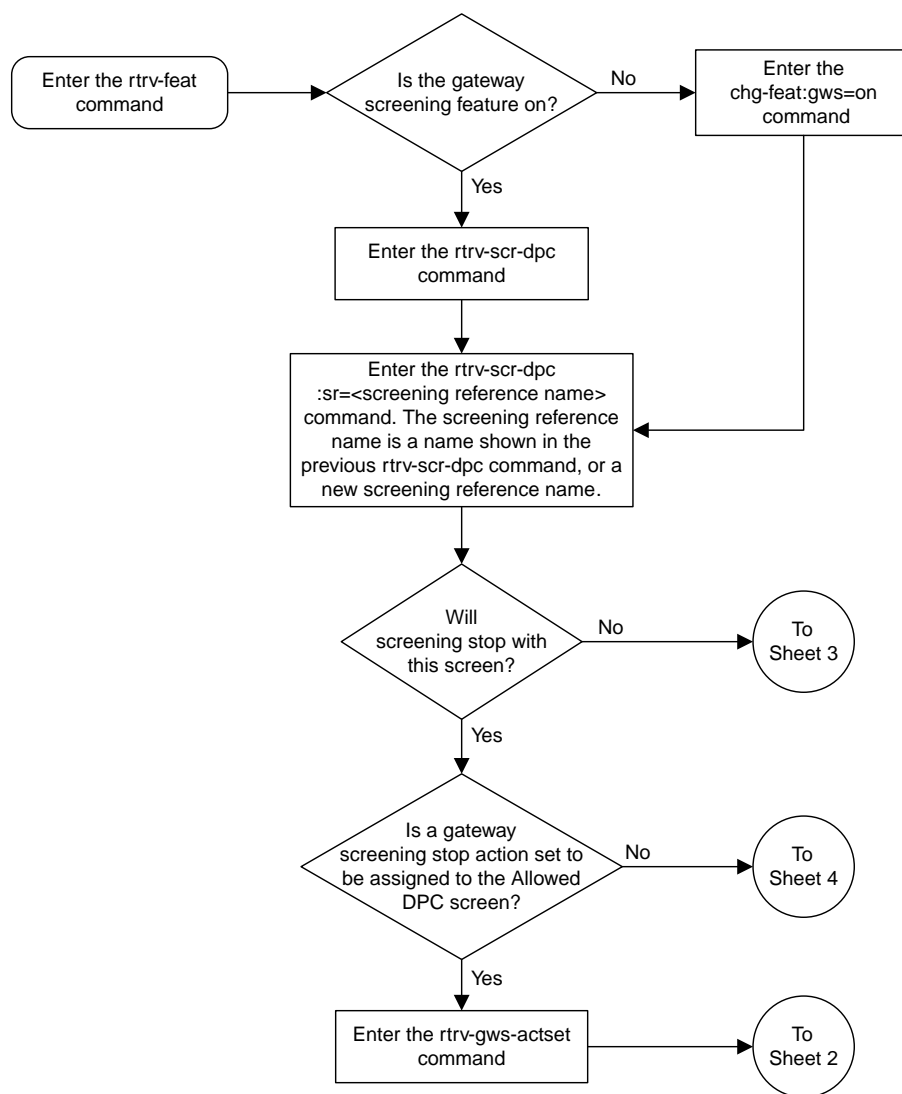 Enter the rtrv-feat
command
Is the gateway
screening feature on?
No
Enter the
chg-feat:gws=on
command
Yes
Enter the rtrv-scr-dpc
command
Enter the rtrv-scr-dpc
:sr=<screening reference name>
command. The screening reference
name is a name shown in the
previous rtrv-scr-dpc command, or a
new screening reference name.
Will
screening stop with
this screen?
No
To
Sheet 3
Yes
Is a gateway
screening stop action set to
be assigned to the Allowed
DPC screen?
No
To
Sheet 4
Yes
Enter the rtrv-gws-actset
command
To
Sheet 2